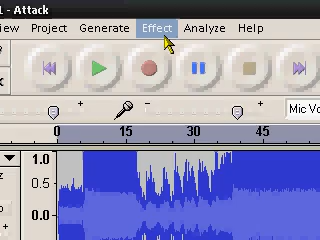 1 - Attack
iew Project Generate Effect Analyze Help
+ − +
Mic Vo
0 15 30 45
1.0
0.5
0.0